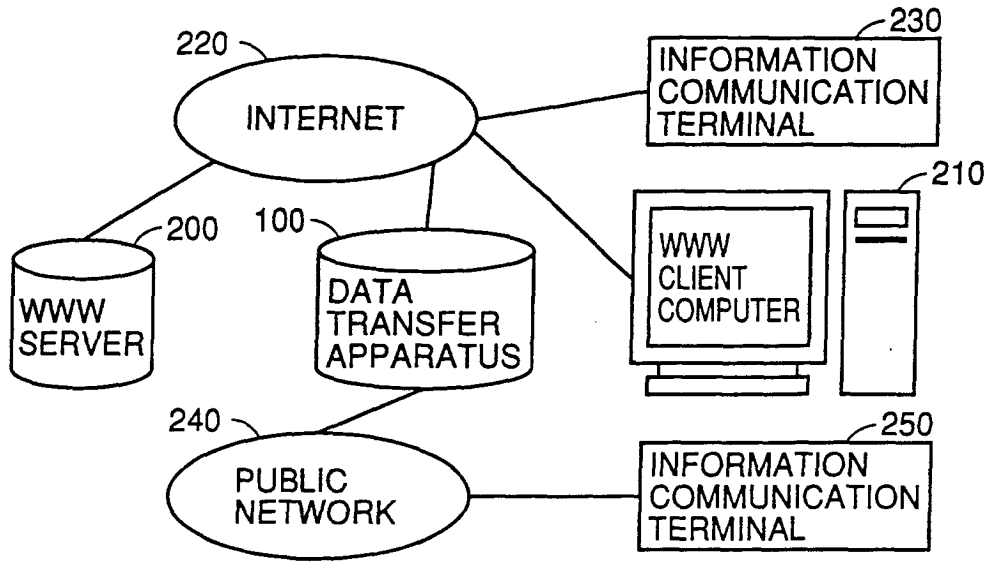 220
INTERNET
230
INFORMATION
COMMUNICATION
TERMINAL
200
WWW
SERVER
100
DATA
TRANSFER
APPARATUS
210
WWW
CLIENT
COMPUTER
240
PUBLIC
NETWORK
250
INFORMATION
COMMUNICATION
TERMINAL